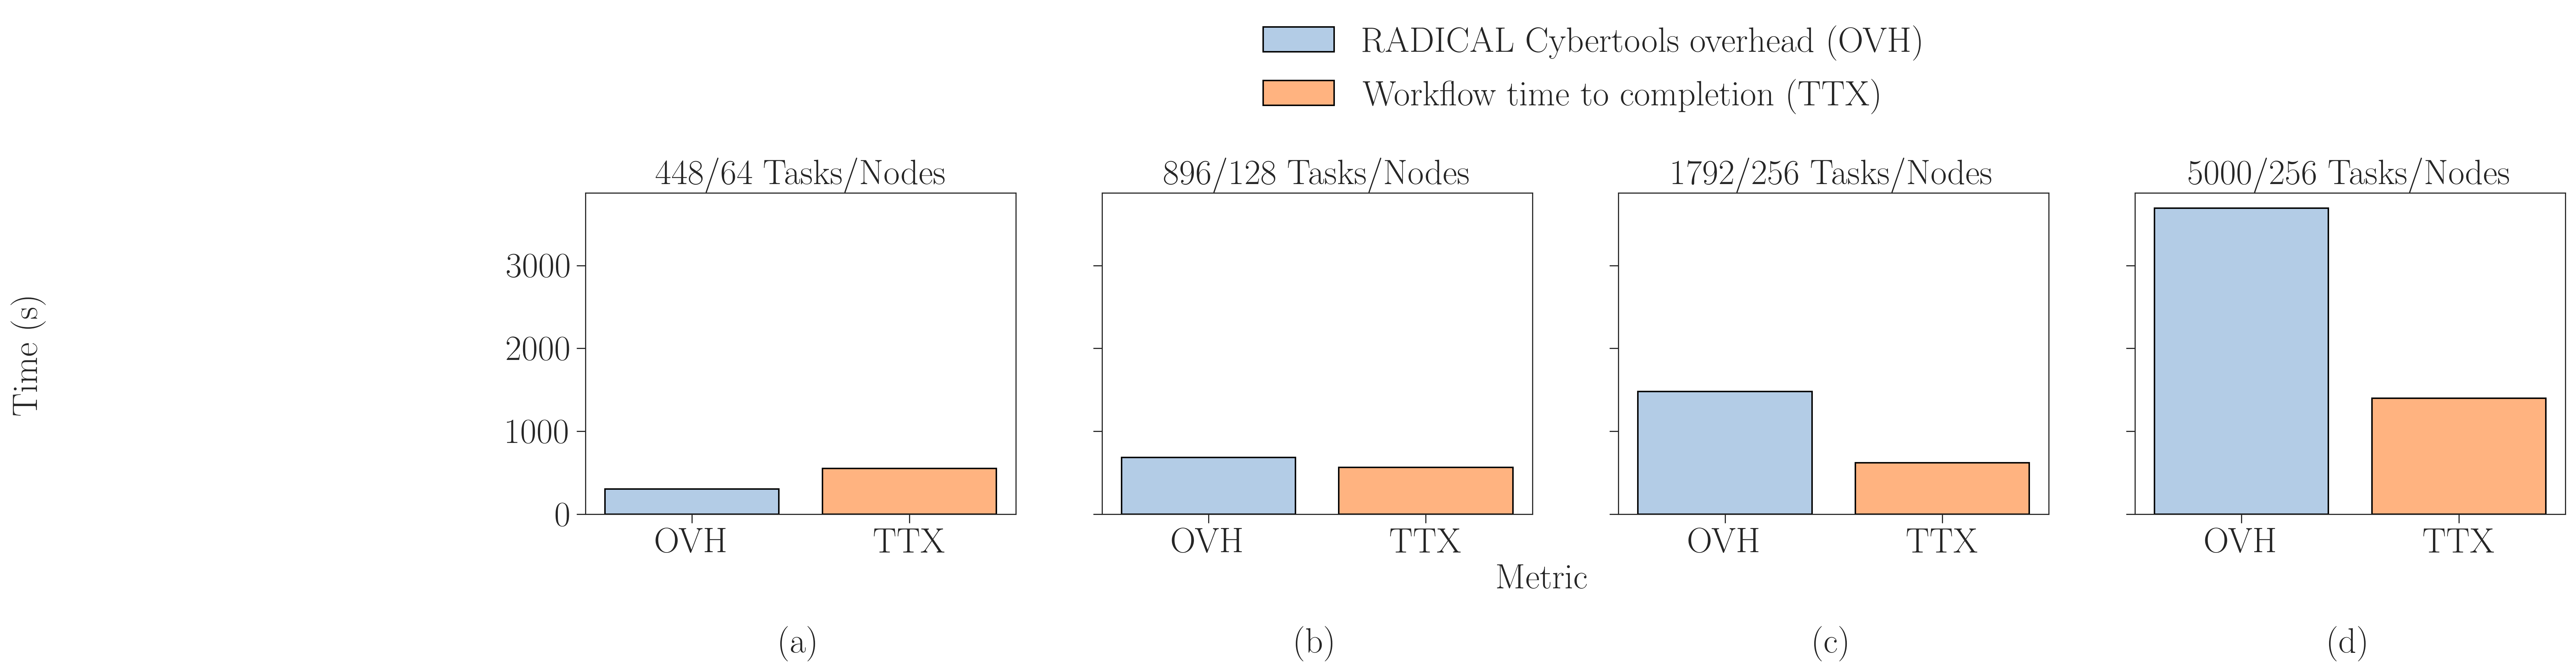 RADICAL Cybertools overhead (OVH)
Workflow time to completion (TTX)
448/64 Tasks/Nodes
896/128 Tasks/Nodes
1792/256 Tasks/Nodes
5000/256 Tasks/Nodes
Time (s)
3000
2000
1000
0
OVH TTX
OVH TTX
OVH TTX
OVH TTX
Metric
(a)
(b)
(c)
(d)